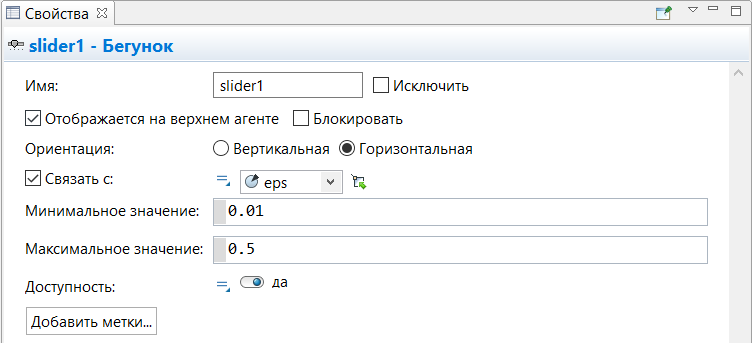 Свойства
slider1 - Бегунок
Имя: slider1 Исключить
Отображается на верхнем агенте Блокировать
Ориентация: Вертикальная Горизонтальная
Связать с: eps
Минимальное значение: 0.01
Максимальное значение: 0.5
Доступность: да
Добавить метки...